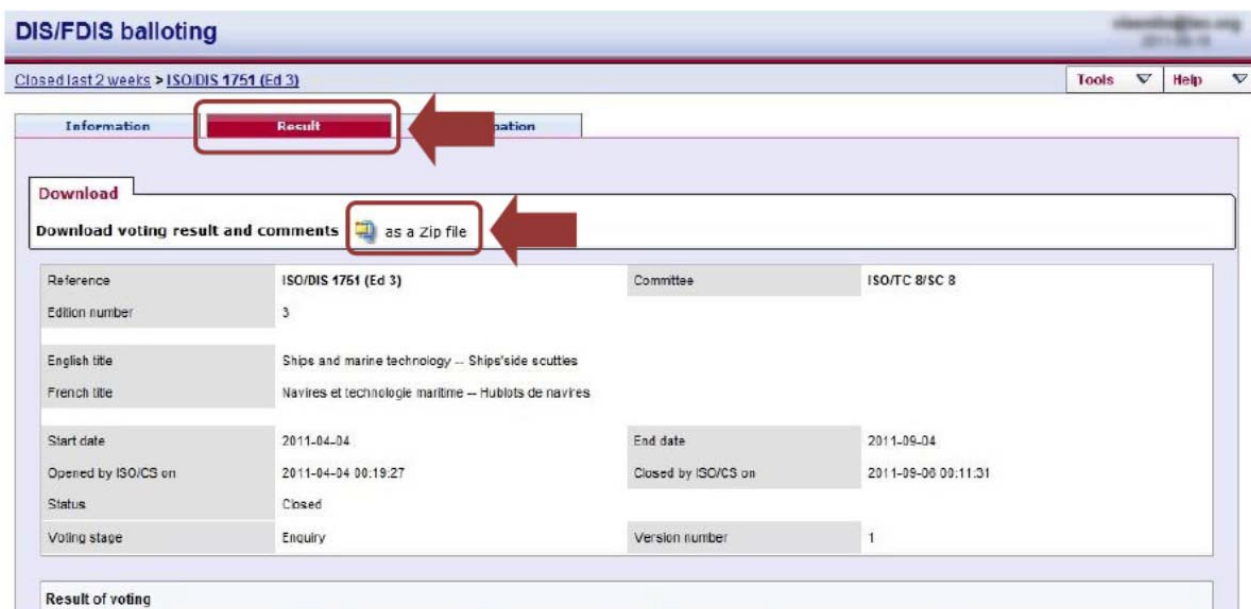 DIS/FDIS balloting
Closed last 2 weeks > ISO/DIS 1751 (Ed 3)
Tools Help
Information Result pation
Download
Download voting result and comments as a Zip file
Reference ISO/DIS 1751 (Ed 3) Committee ISO/TC 8/SC 8
Edition number 3
English title Ships and marine technology -- Ships'side scuttles
French title Navires et technologie maritime -- Hublots de navires
Start date 2011-04-04 End date 2011-09-04
Opened by ISO/CS on 2011-04-04 00:19:27 Closed by ISO/CS on 2011-09-06 00:11:31
Status Closed
Voting stage Enquiry Version number 1
Result of voting